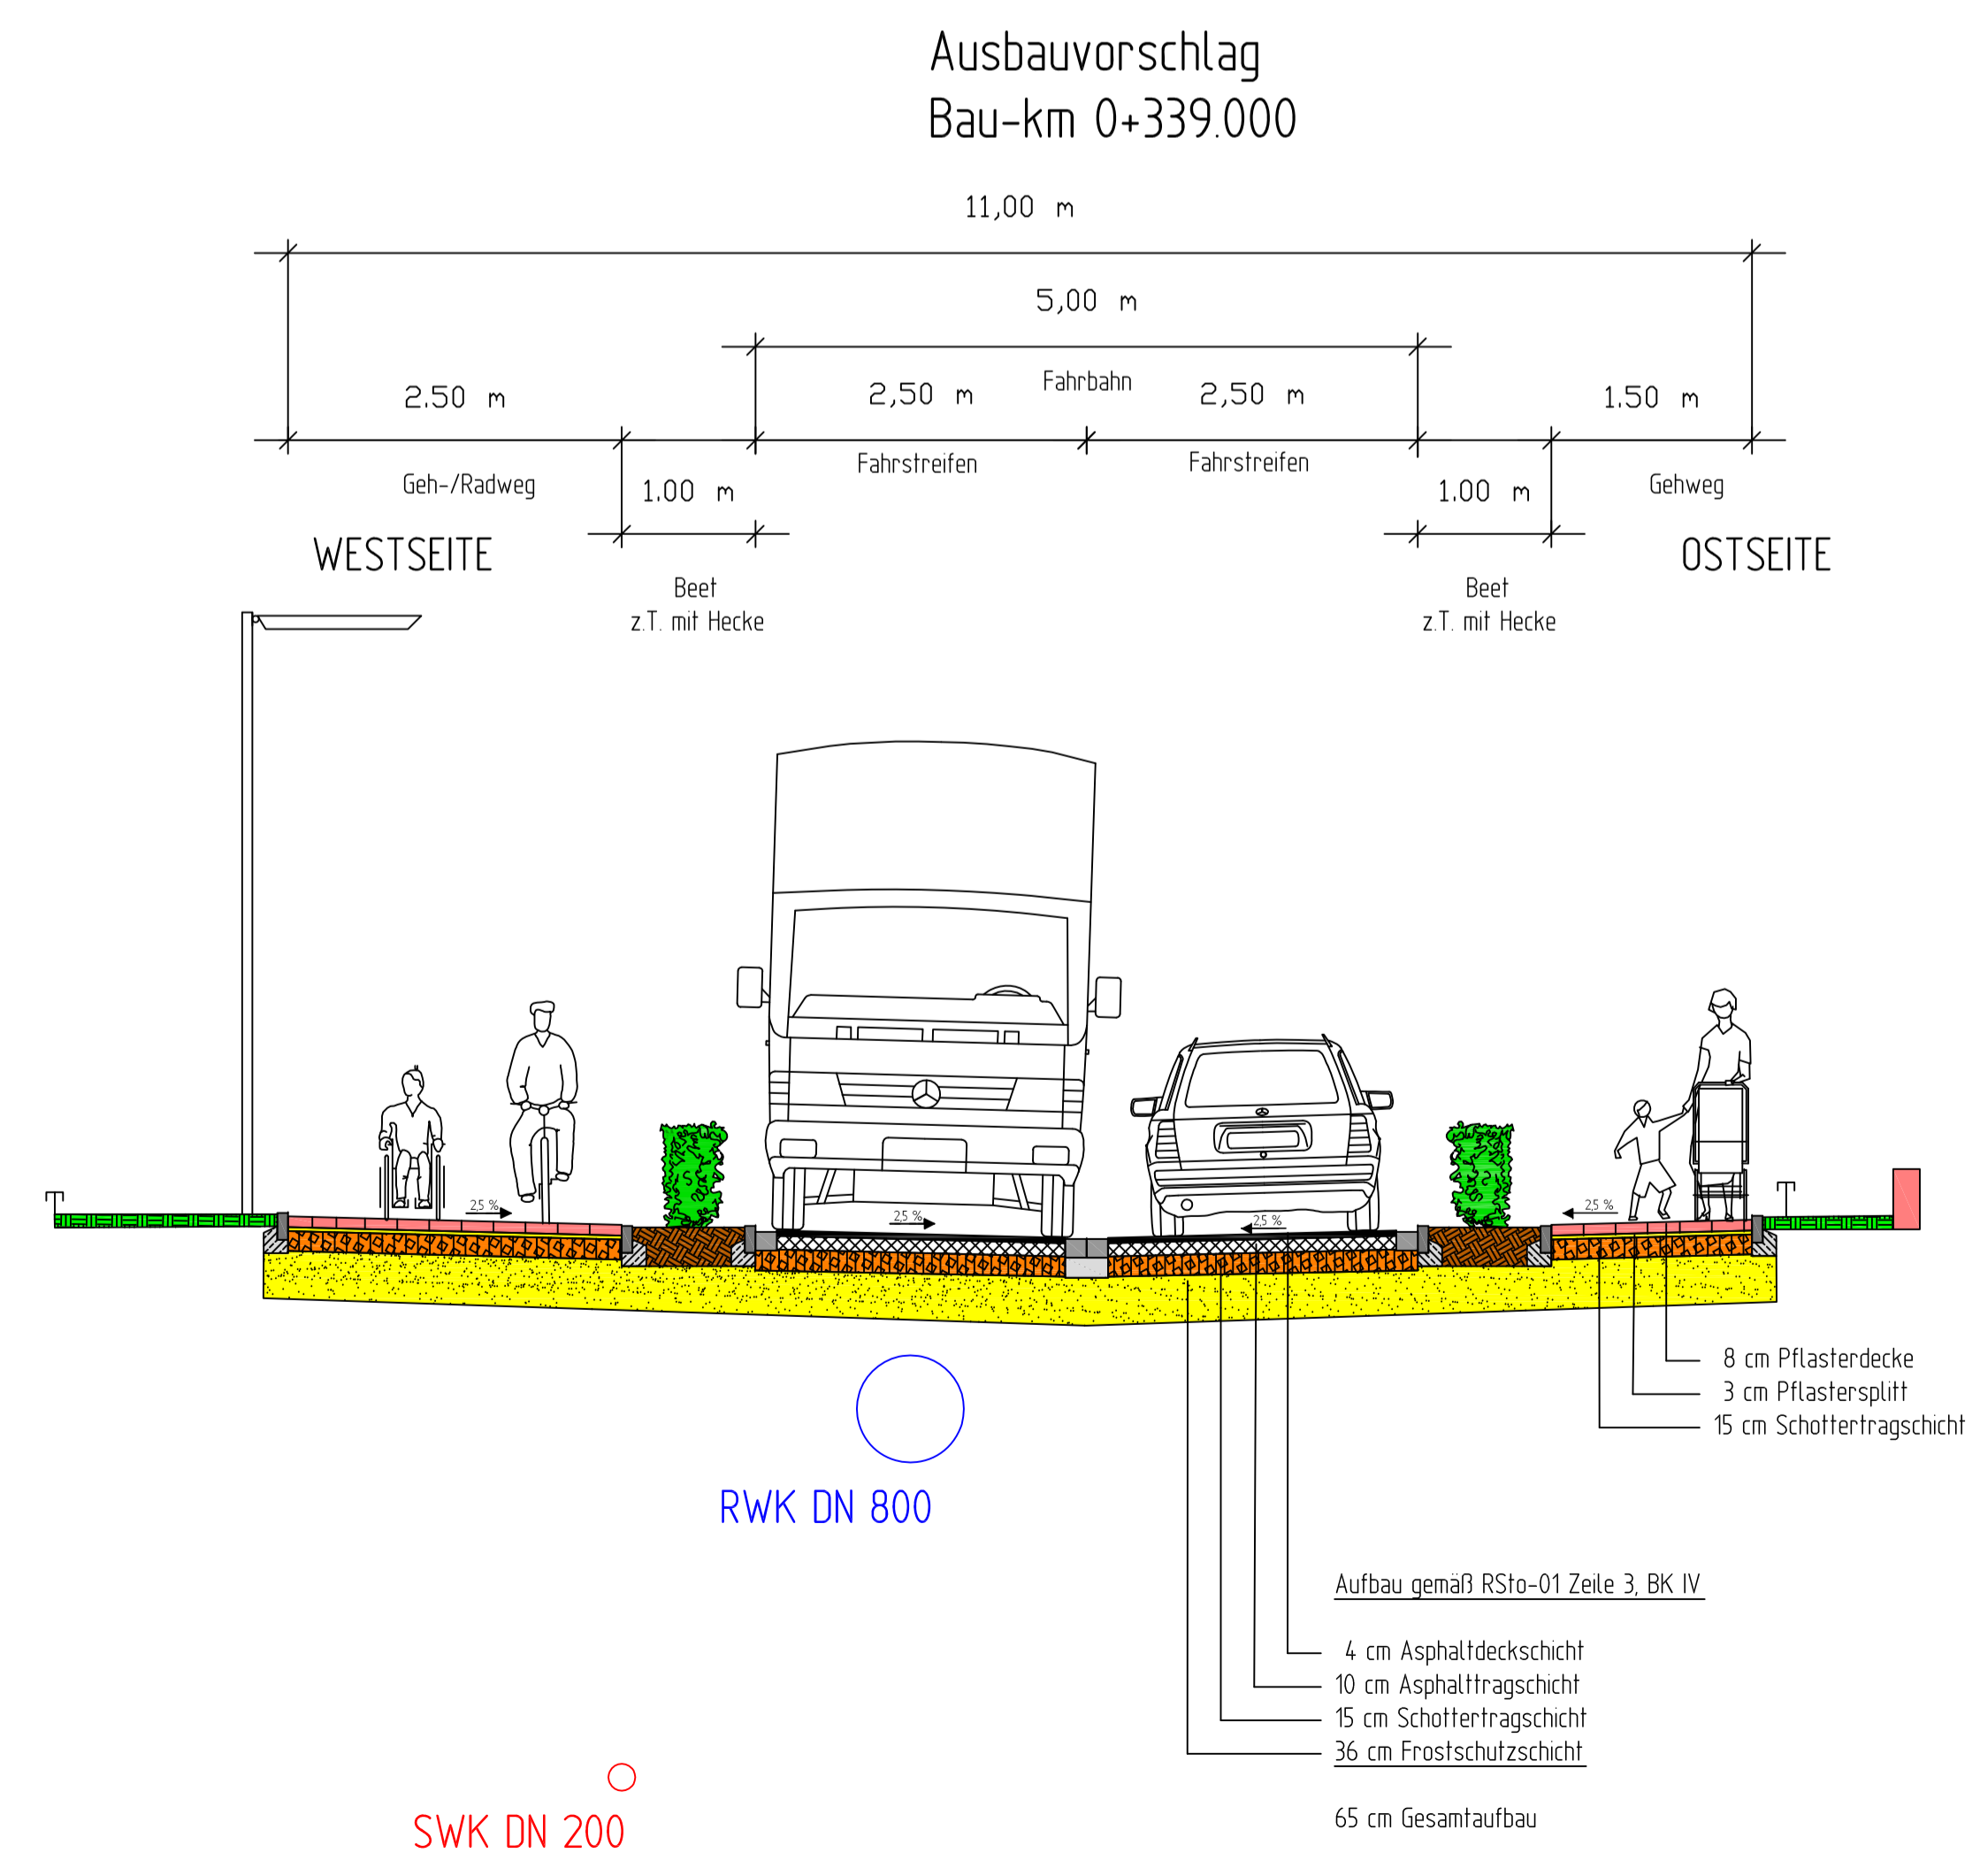 Ausbauvorschlag
Bau-km 0+339.000
11,00 m
5,00 m
Fahrbahn
2.50 m
2,50 m
2,50 m
1.50 m
Geh-/Radweg
Fahrstreifen
Fahrstreifen
Gehweg
1.00 m
1.00 m
WESTSEITE
OSTSEITE
Beet
z.T. mit Hecke
Beet
z.T. mit Hecke
2,5 %
2,5 %
2,5 %
2,5 %
8 cm Pflasterdecke
3 cm Pflastersplitt
15 cm Schottertragschicht
RWK DN 800
Aufbau gemäß RSto-01 Zeile 3, BK IV
4 cm Asphaltdeckschicht
10 cm Asphalttragschicht
15 cm Schottertragschicht
36 cm Frostschutzschicht
65 cm Gesamtaufbau
SWK DN 200